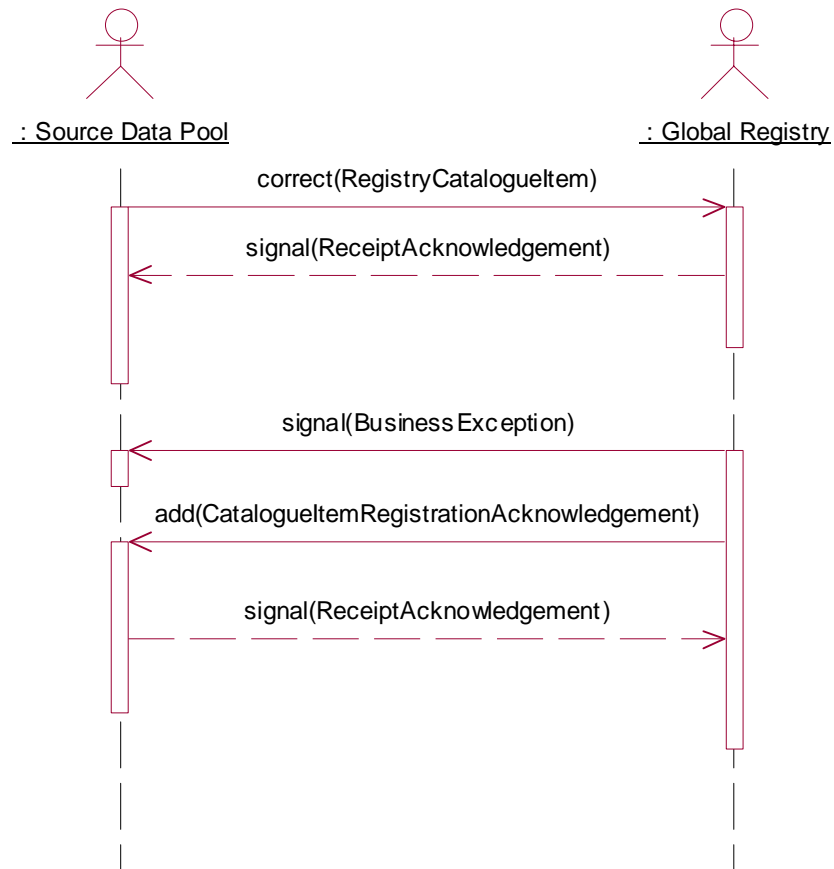 : Source Data Pool
: Global Registry
correct(RegistryCatalogueItem)
signal(ReceiptAcknowledgement)
signal(BusinessException)
add(CatalogueItemRegistrationAcknowledgement)
signal(ReceiptAcknowledgement)